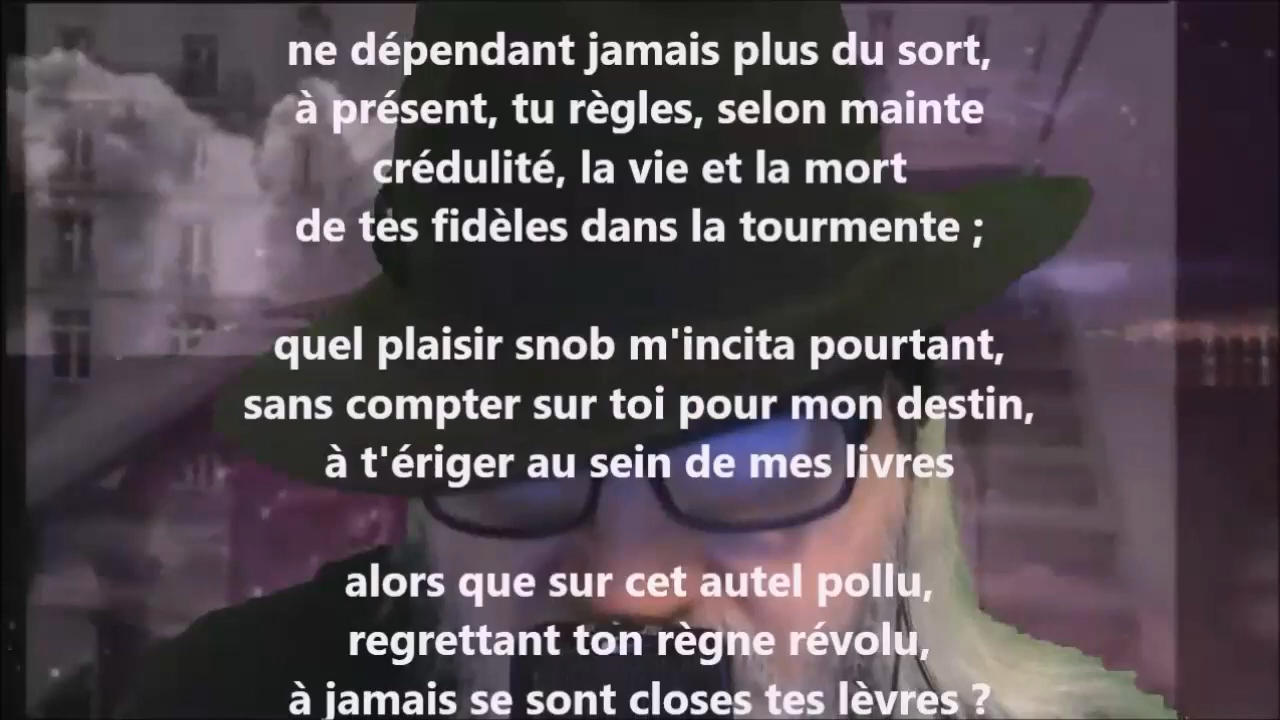 ne dépendant jamais plus du sort,
à présent, tu règles, selon mainte
crédulité, la vie et la mort
de tes fidèles dans la tourmente ;
quel plaisir snob m'incita pourtant,
sans compter sur toi pour mon destin,
à t'ériger au sein de mes livres
alors que sur cet autel pollu,
regrettant ton règne révolu,
à jamais se sont closes tes lèvres ?